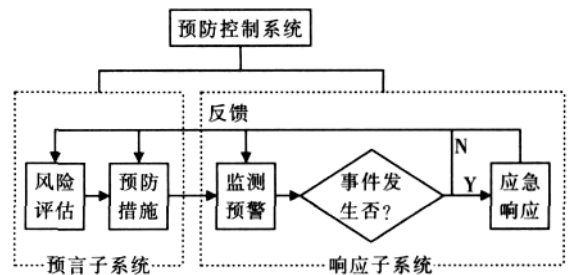 预防控制系统
反馈
N
风险
评估
预防
措施
监测
预警
事件发
生否?
Y
应急
响应
预言子系统
响应子系统